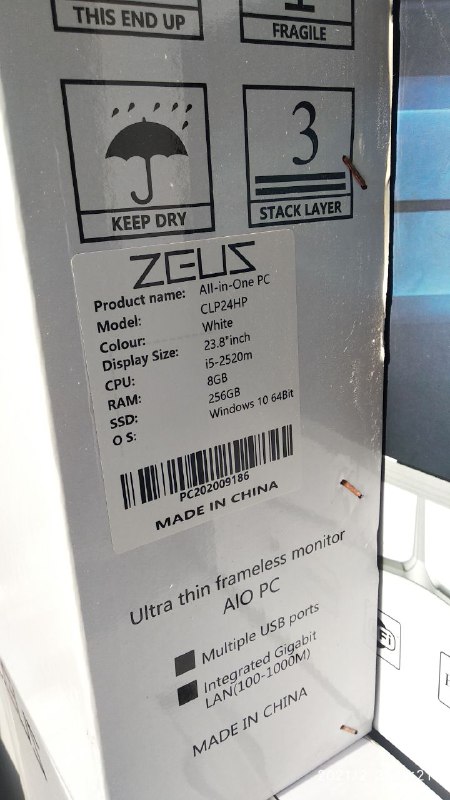 THIS END UP
FRAGILE
KEEP DRY
3
STACK LAYER
ZEUS
Product name: All-in-One PC
Model: CLP24HP
Colour: White
Display Size: 23.8"inch
CPU: i5-2520m
RAM: 8GB
SSD: 256GB
O S: Windows 10 64Bit
PC202009186
MADE IN CHINA
Ultra thin frameless monitor
AIO PC
Multiple USB ports
Integrated Gigabit
LAN(100-1000M)
MADE IN CHINA